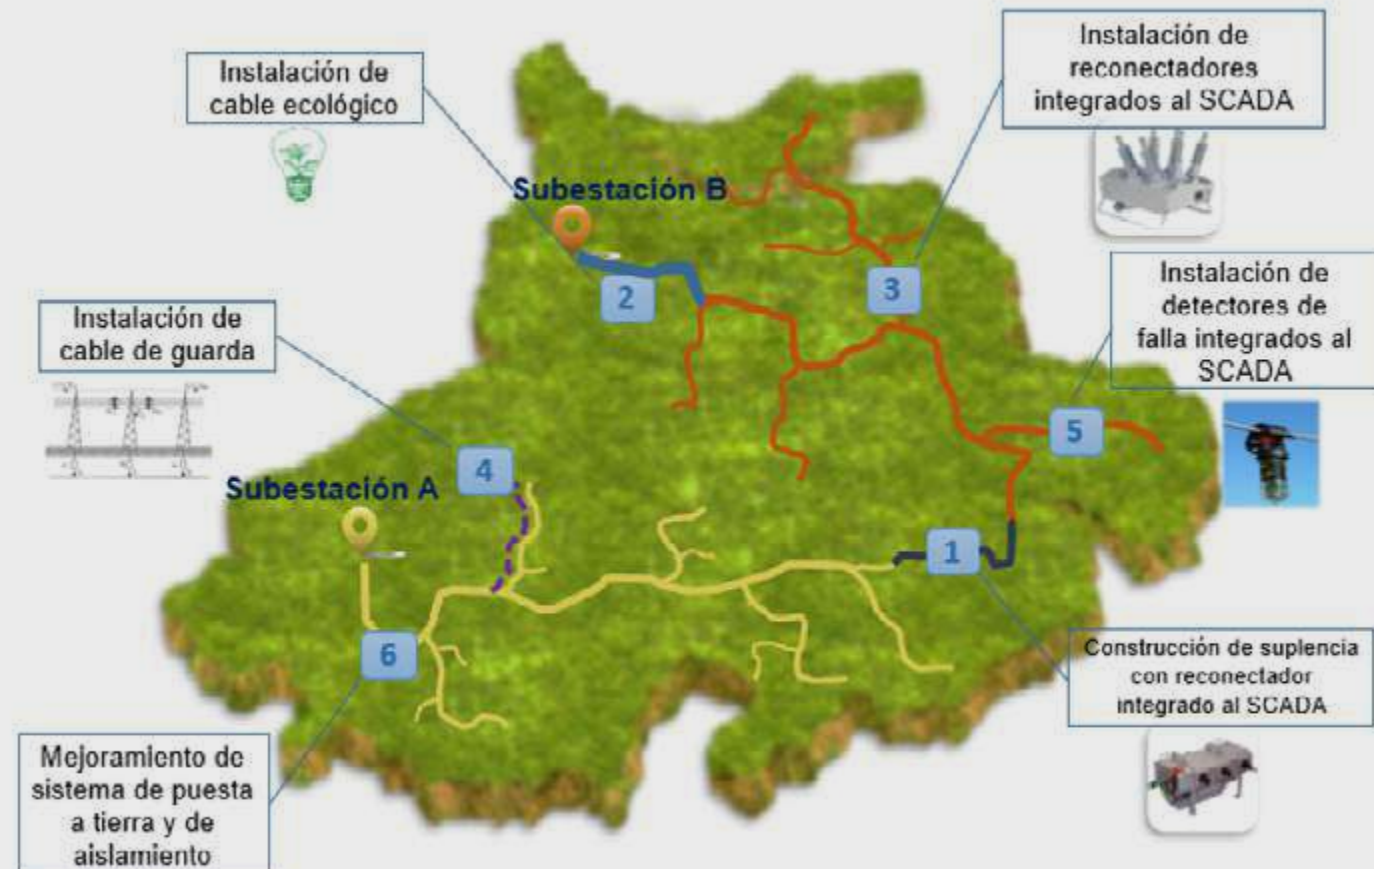 Instalación de
cable ecológico
Instalación de
reconectadores
integrados al SCADA
Subestación B
2
3
Instalación de
detectores de
falla integrados al
SCADA
Instalación de
cable de guarda
5
4
Subestación A
1
6
Construcción de suplencia
con reconectador
integrado al SCADA
Mejoramiento de
sistema de puesta
a tierra y de
aislamiento